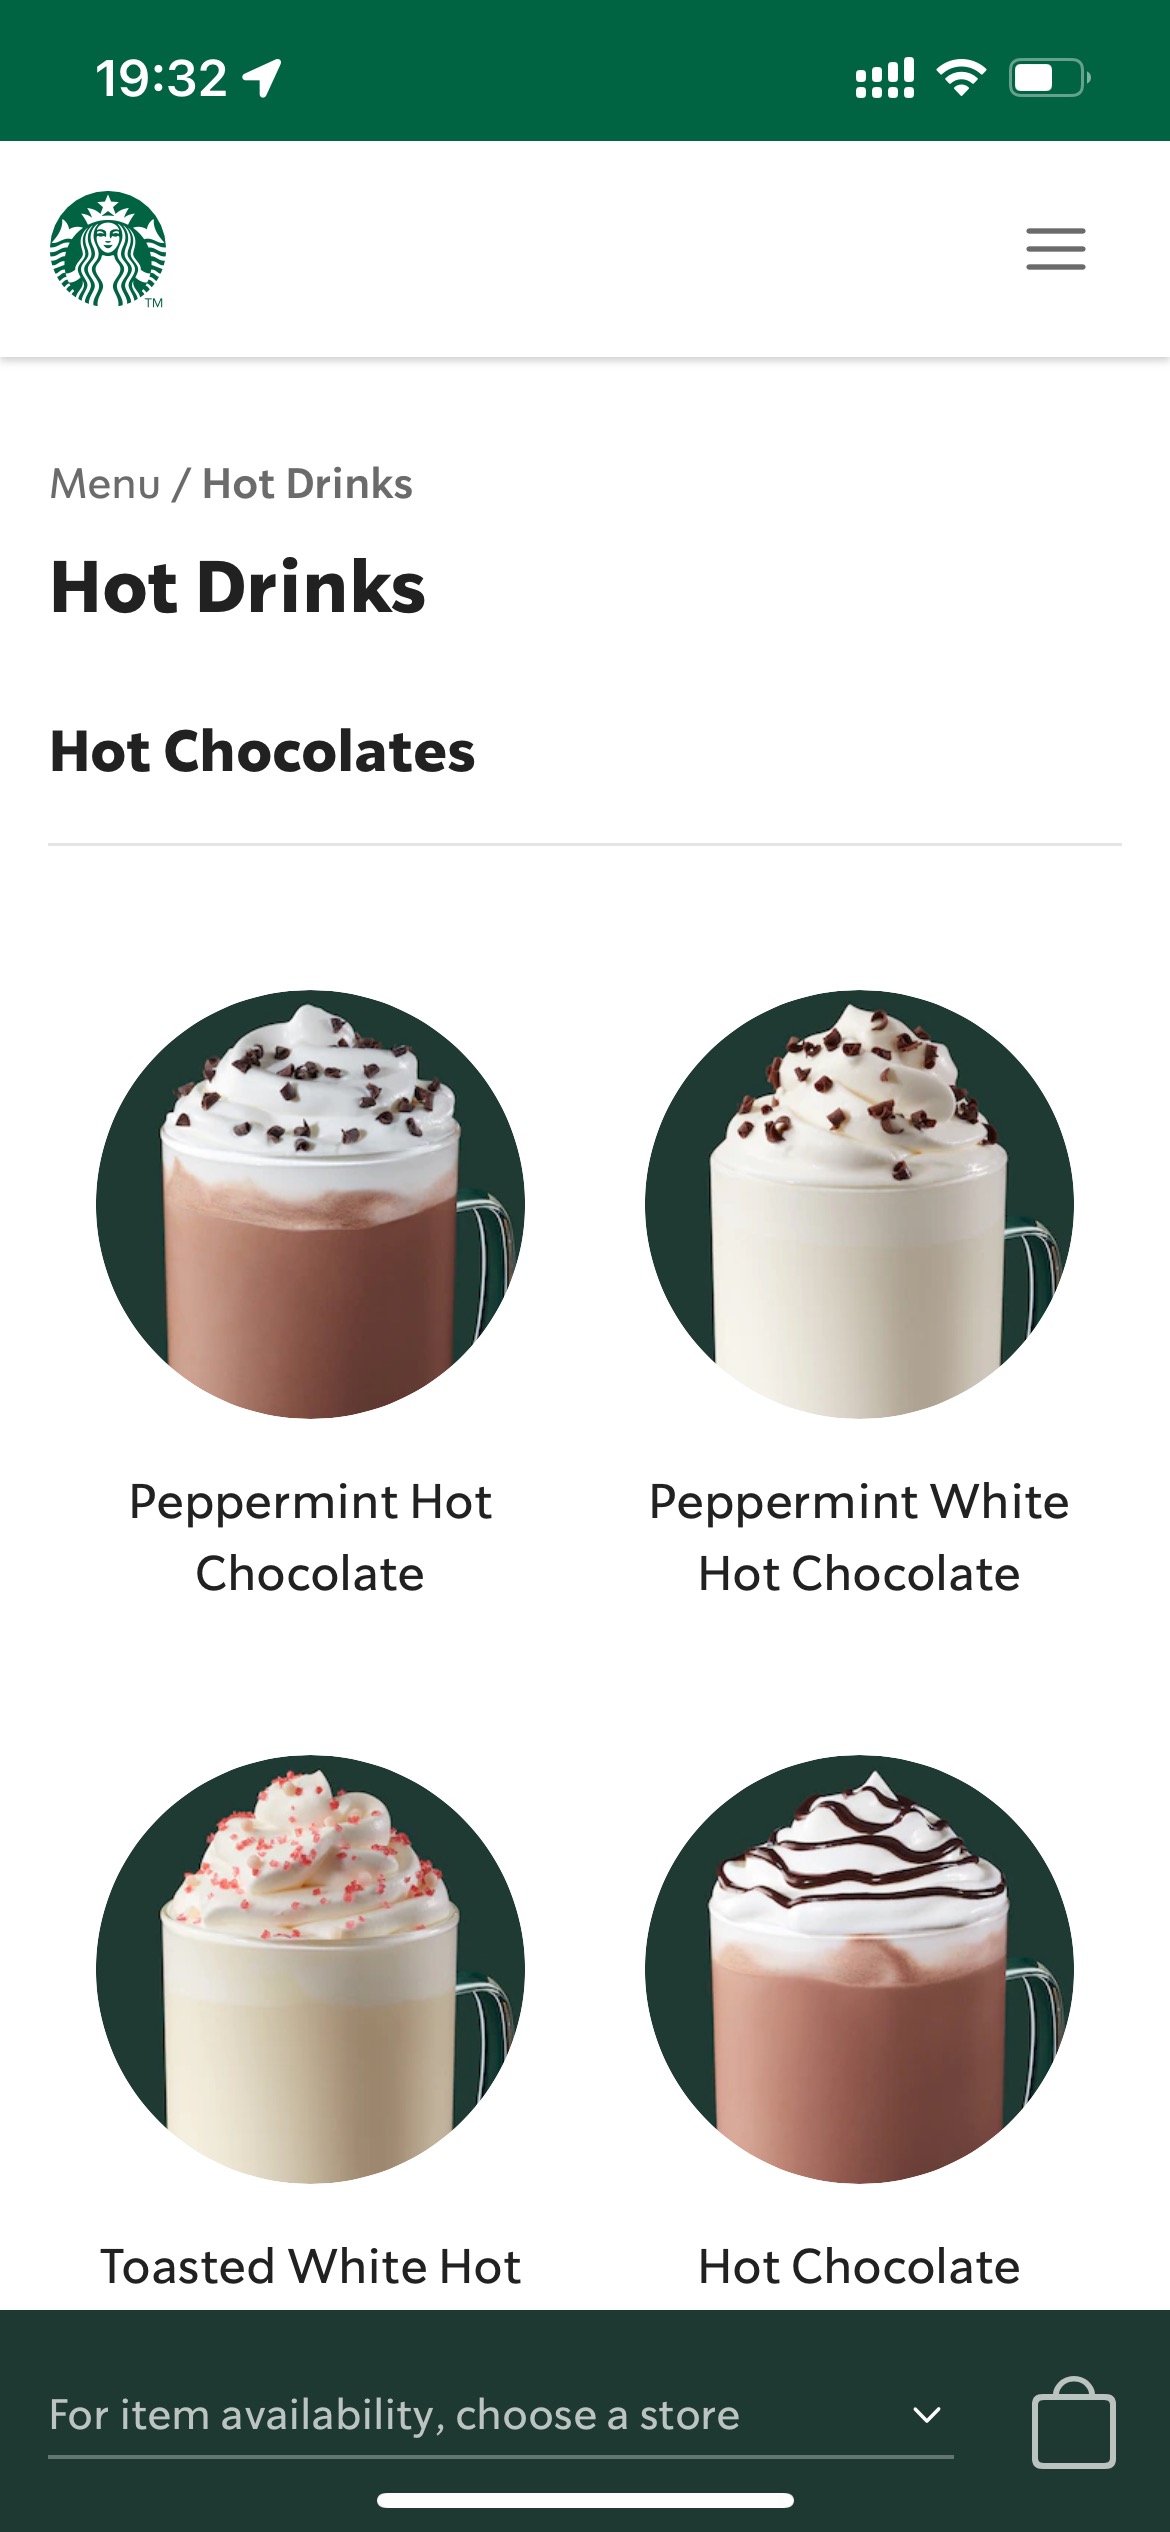 19:32
TM
Menu / Hot Drinks
Hot Drinks
Hot Chocolates
Peppermint Hot
Chocolate
Peppermint White
Hot Chocolate
Toasted White Hot
Hot Chocolate
For item availability, choose a store